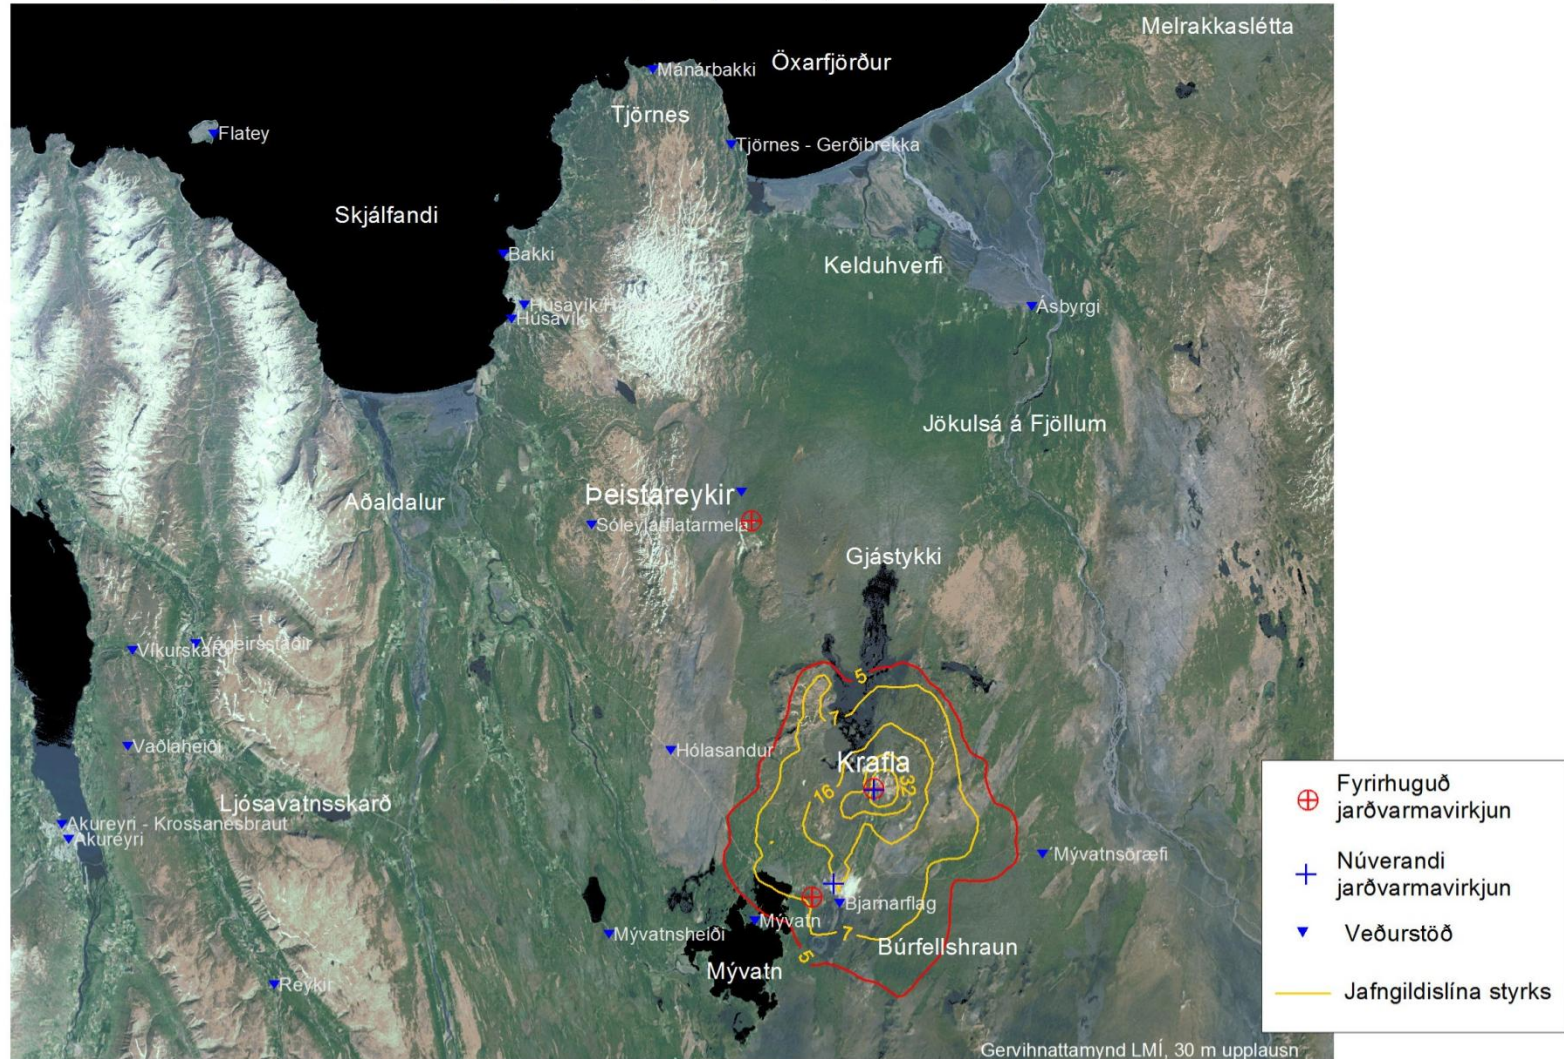 Melrakkaslétta
Öxarfjörður
Mánárbakki
Tjörnes
Flatey
Tjörnes - Gerðibrekka
Skjálfandi
Bakki
Kelduhverfi
Húsavík
Húsavík
Ásbyrgi
Jökulsá á Fjöllum
Þeistareykir
Aðaldalur
Gjástykki
Végeirsstaðir
Víkurskarð
5
7
Vaðlaheiði
Hólasandur
Krafla
32
16
Ljósavatnsskarð
Akureyri - Krossanesbraut
Akureyri
Mývatnsöræfi
Bjarnarflag
Mývatn
Mývatnsheiði
7
Búrfellshraun
5
Mývatn
Reykir
Fyrirhuguð
jarðvarmavirkjun
Núverandi
jarðvarmavirkjun
Veðurstöð
Jafngildislína styrks
Gervihnattamynd LMÍ, 30 m upplausn